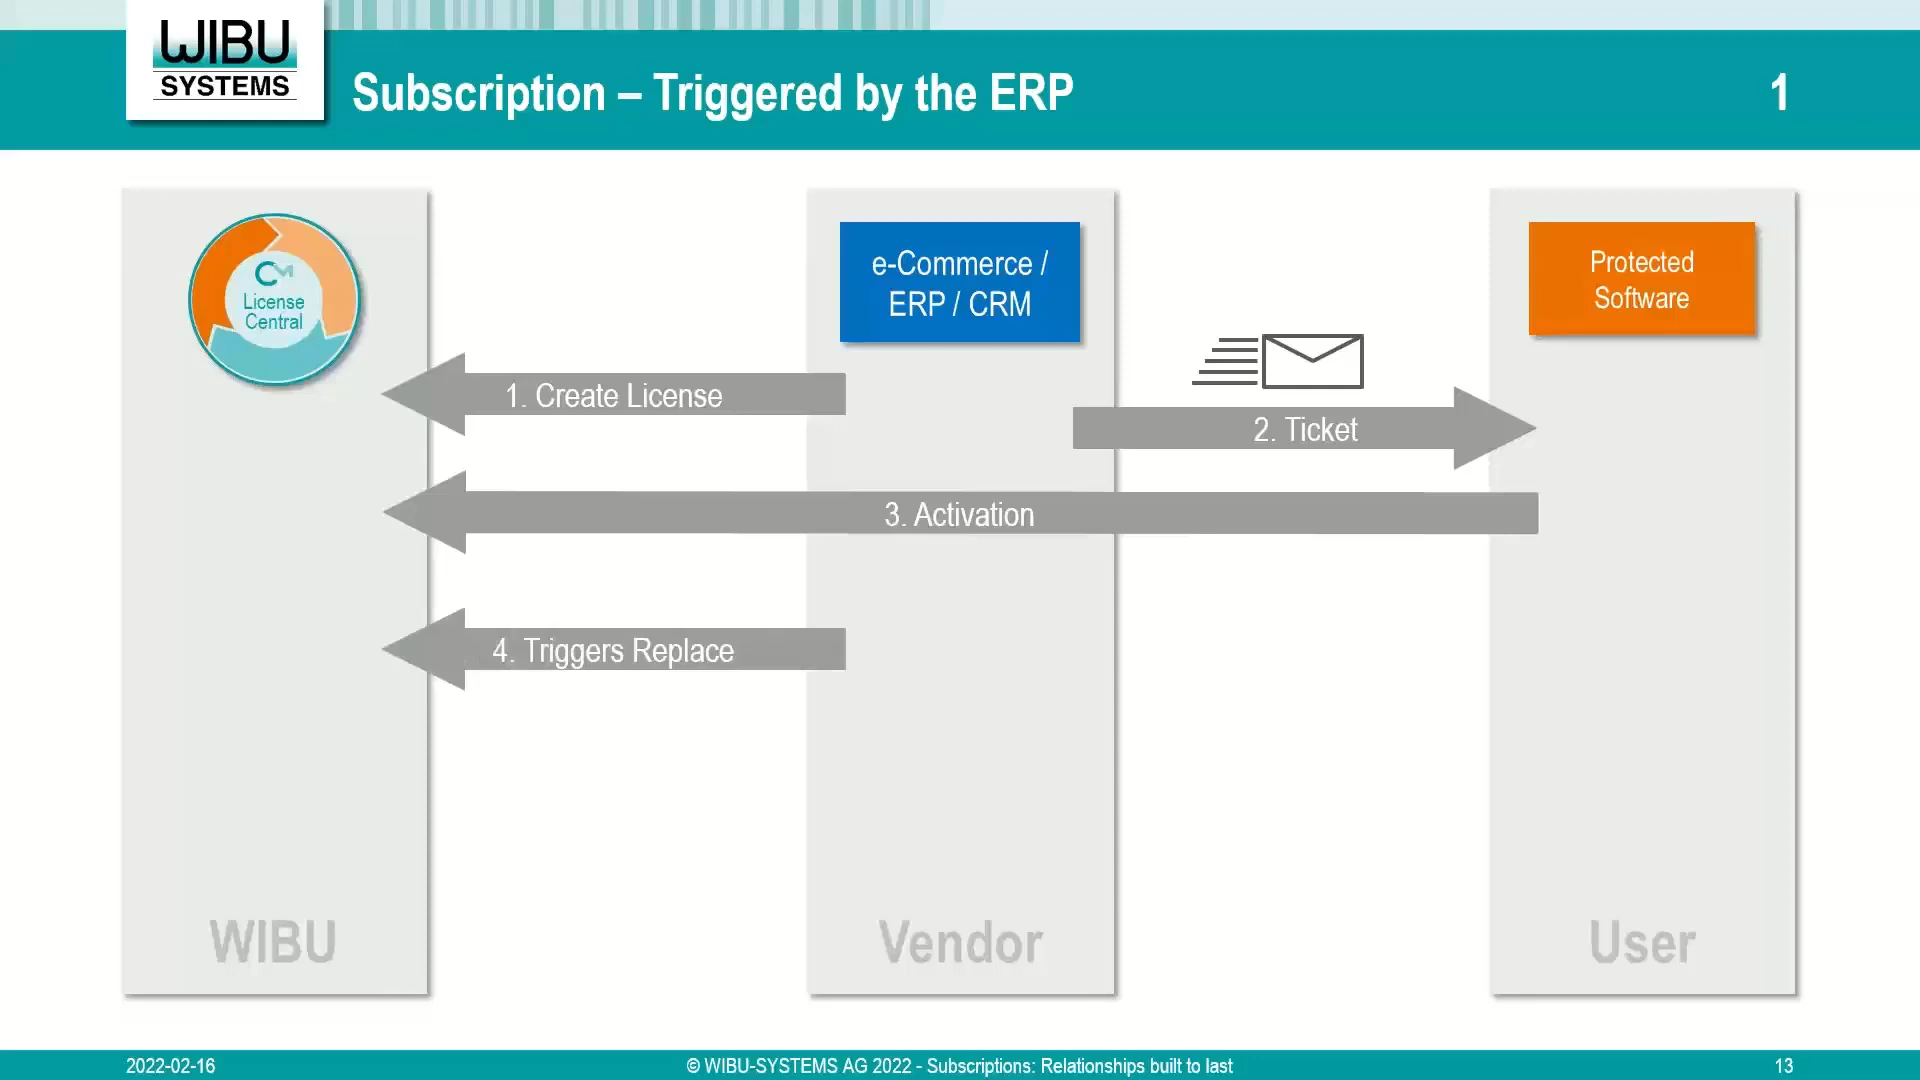 WIBU
SYSTEMS
Subscription – Triggered by the ERP
1
CM
License
Central
e-Commerce /
ERP / CRM
Protected
Software
1. Create License
2. Ticket
3. Activation
4. Triggers Replace
WIBU
Vendor
User
2022-02-16
© WIBU-SYSTEMS AG 2022 - Subscriptions: Relationships built to last
13